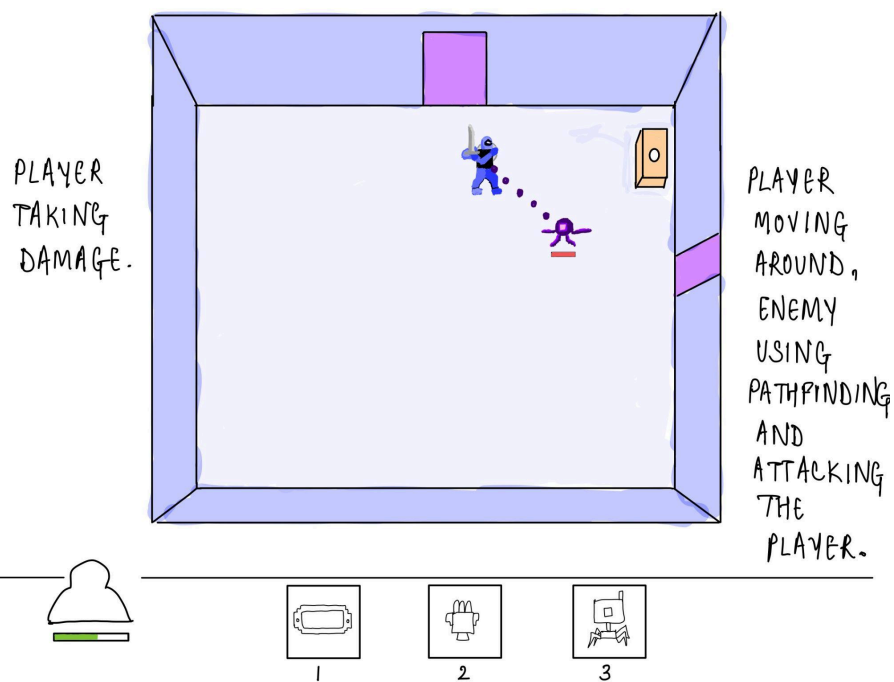 PLAYER
TAKING
DAMAGE.
PLAYER
MOVING
AROUND,
ENEMY
USING
PATHFINDING
AND
ATTACKING
THE
PLAYER.
1
2
3